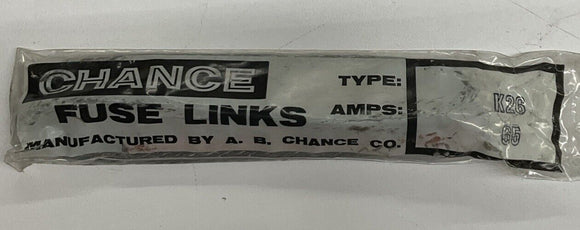 CHANCE
FUSE LINKS
MANUFACTURED BY A. B. CHANCE CO.
TYPE: K26
AMPS: 65